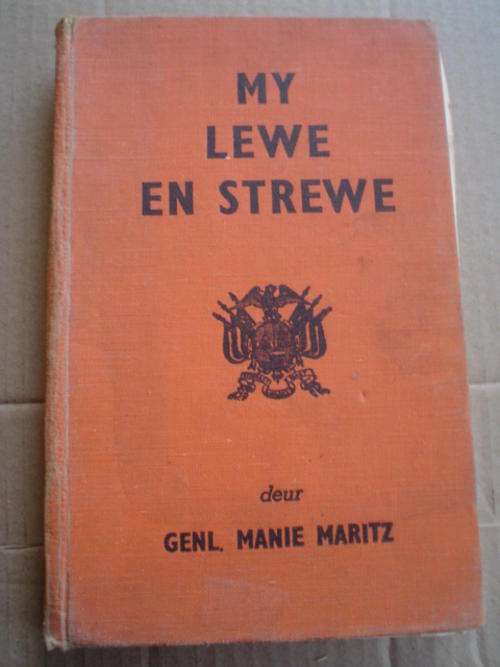 MY
LEWE
EN STREWE
deur
GENL. MANIE MARITZ